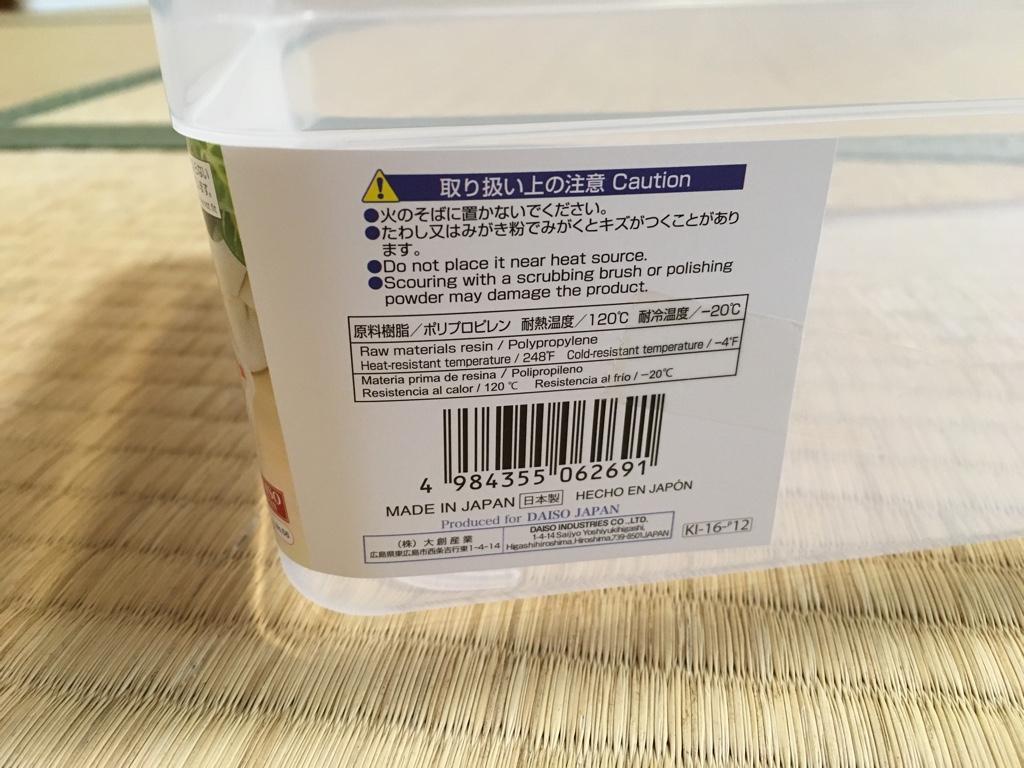 取り扱い上の注意 Caution
●火のそばに置かないでください。
●たわし又はみがき粉でみがくとキズがつくことがあり
ます。
●Do not place it near heat source.
●Scouring with a scrubbing brush or polishing
powder may damage the product.
原料樹脂／ポリプロピレン 耐熱温度／120℃ 耐冷温度／−20℃
Raw materials resin / Polypropylene
Heat-resistant temperature / 248°F Cold-resistant temperature / −4°F
Materia prima de resina / Polipropileno
Resistencia al calor / 120 ℃ Resistencia al frio / −20℃
4 984355 062691
MADE IN JAPAN 日本製 HECHO EN JAPÓN
Produced for DAISO JAPAN
(株) 大創産業
広島県東広島市西条吉行東1-4-14
DAISO INDUSTRIES CO.,LTD.
1-4-14 Saijyo Yoshiyukihigashi,
Higashihiroshima,Hiroshima,739-8501JAPAN
KI-16-P12